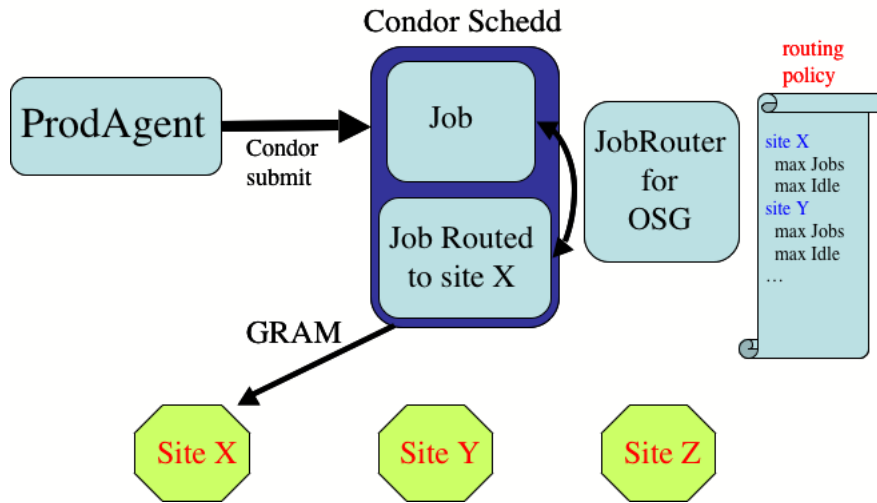 Condor Schedd
ProdAgent
Condor
submit
Job
Job Routed
to site X
JobRouter
for
OSG
routing
policy
site X
max Jobs
max Idle
site Y
max Jobs
max Idle
…
GRAM
Site X
Site Y
Site Z